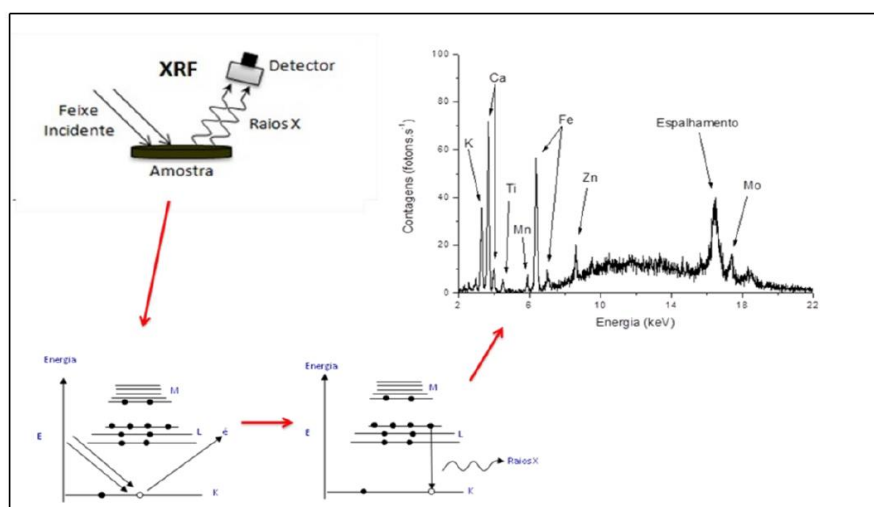 XRF
Detector
Feixe
Incidente
Raios X
Amostra
Contagens (fotons.s⁻¹)
100
80
60
40
20
0
K
Ca
Ti
Mn
Fe
Zn
Espalhamento
Mo
2
6
10
14
18
22
Energia (keV)
Energia
M
E
L
é
K
Energia
M
E
L
Raios X
K